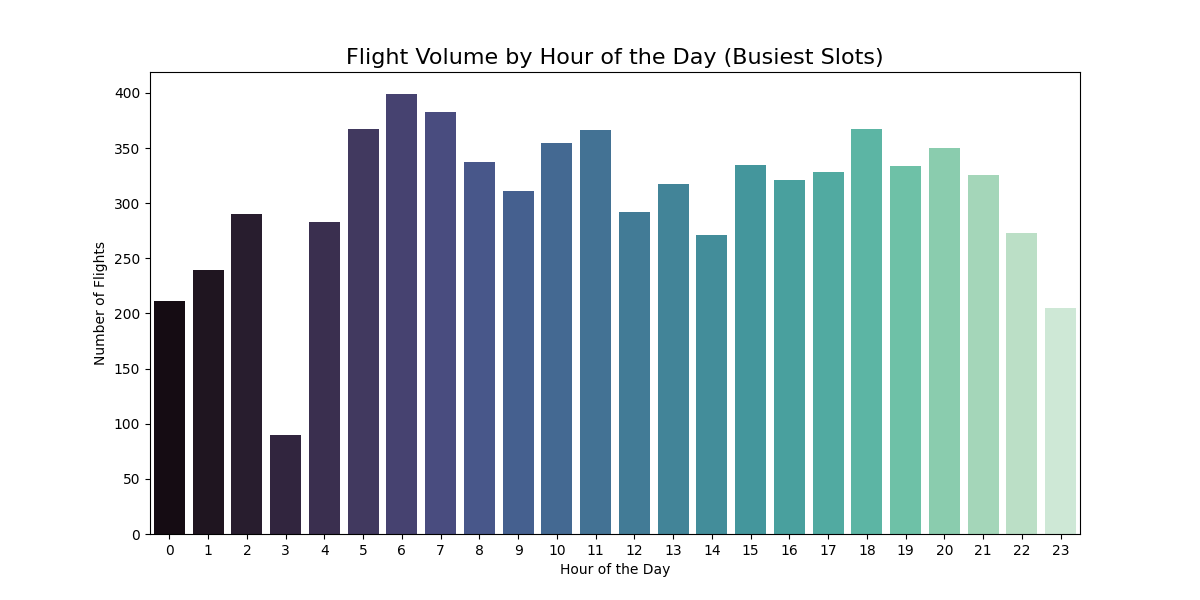 Flight Volume by Hour of the Day (Busiest Slots)
Number of Flights
400
350
300
250
200
150
100
50
0
0 1 2 3 4 5 6 7 8 9 10 11 12 13 14 15 16 17 18 19 20 21 22 23
Hour of the Day